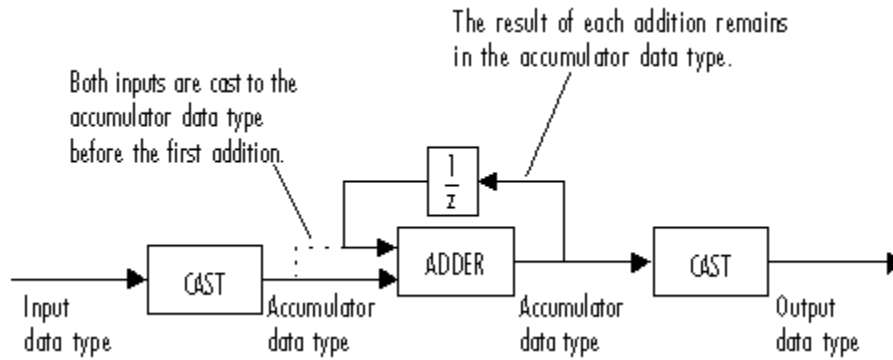 The result of each addition remains
in the accumulator data type.
Both inputs are cast to the
accumulator data type
before the first addition.
1
z
CAST
ADDER
CAST
Input
data type
Accumulator
data type
Accumulator
data type
Output
data type